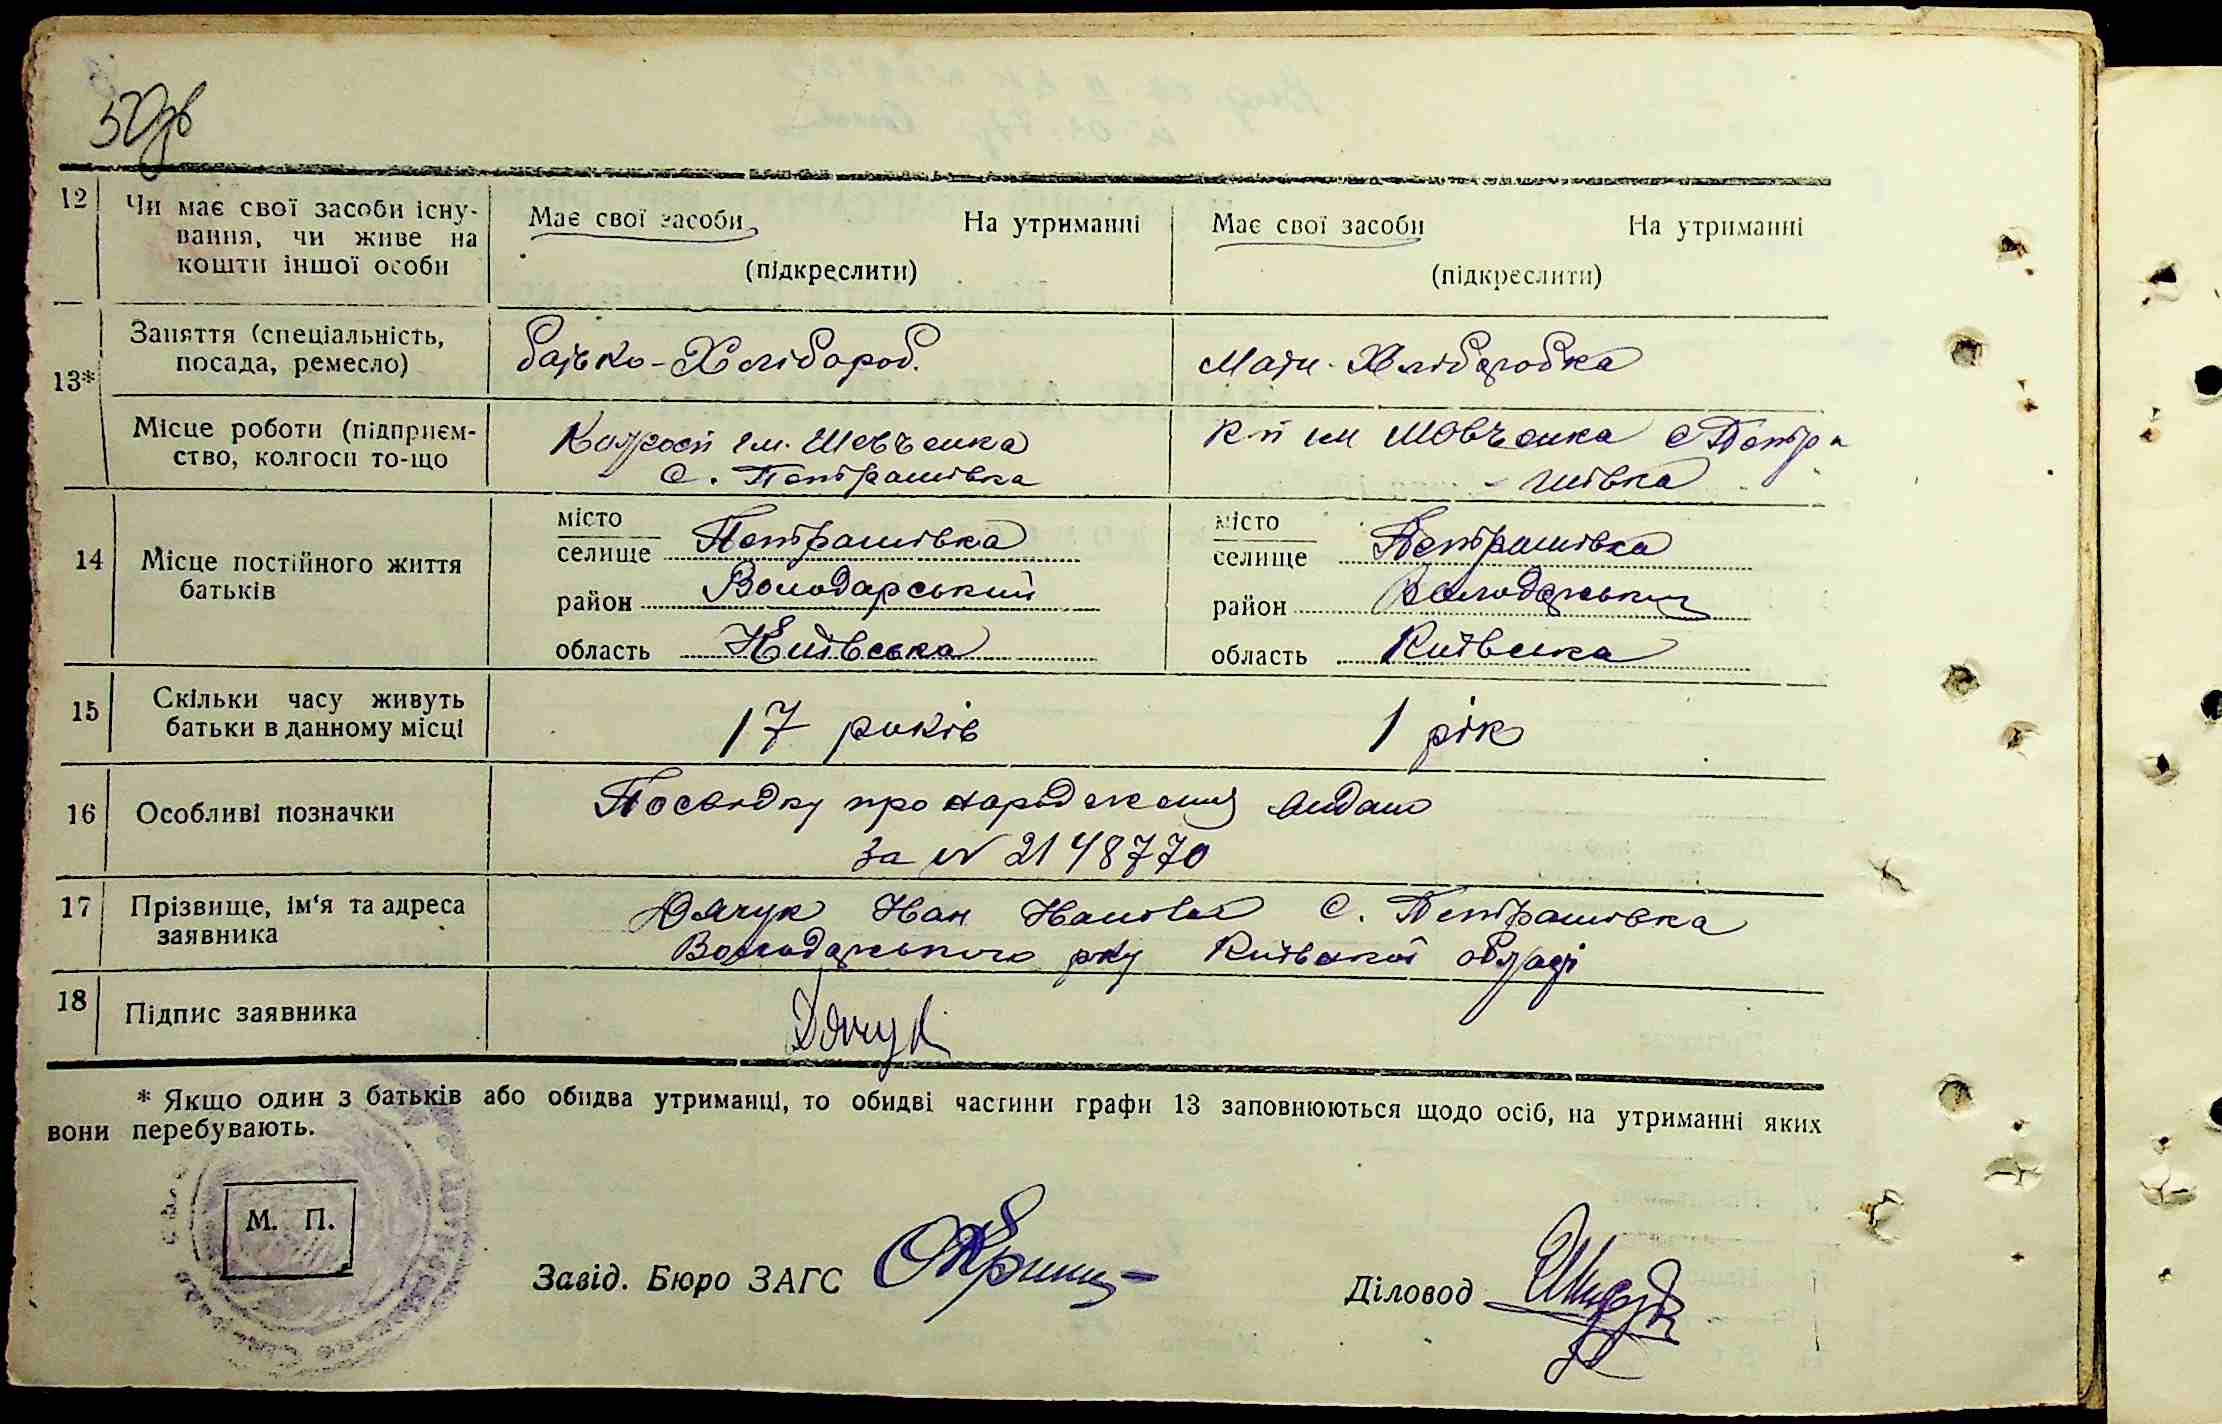 50зв
12 Чи має свої засоби існу-
вання, чи живе на
кошти іншої особи
Має свої засоби На утриманні
(підкреслити)
Має свої засоби На утриманні
(підкреслити)
13*
Заняття (спеціальність,
посада, ремесло)
батько-Хлібороб.
Мати-Хліборобка
Місце роботи (підприєм-
ство, колгосп то-що
Колгосп ім. Шевченка
с. Петрашівка
к-п ім Шевченка с Петра
-шівка
14 Місце постійного життя
батьків
місто
селище Петрашівка
район Володарський
область Київська
місто
селище Петрашівка
район Володарський
область Київська
15 Скільки часу живуть
батьки в данному місці
17 років
1 рік
16 Особливі позначки
Посвідку про народження видано
за № 2148770
17 Прізвище, ім'я та адреса
заявника
Дячук Іван Іванович с. Петрашівка
Володарського р-ну Київської області
18 Підпис заявника
Дячук
* Якщо один з батьків або обидва утриманці, то обидві частини графи 13 заповнюються щодо осіб, на утриманні яких
вони перебувають.
М. П.
Завід. Бюро ЗАГС
Діловод